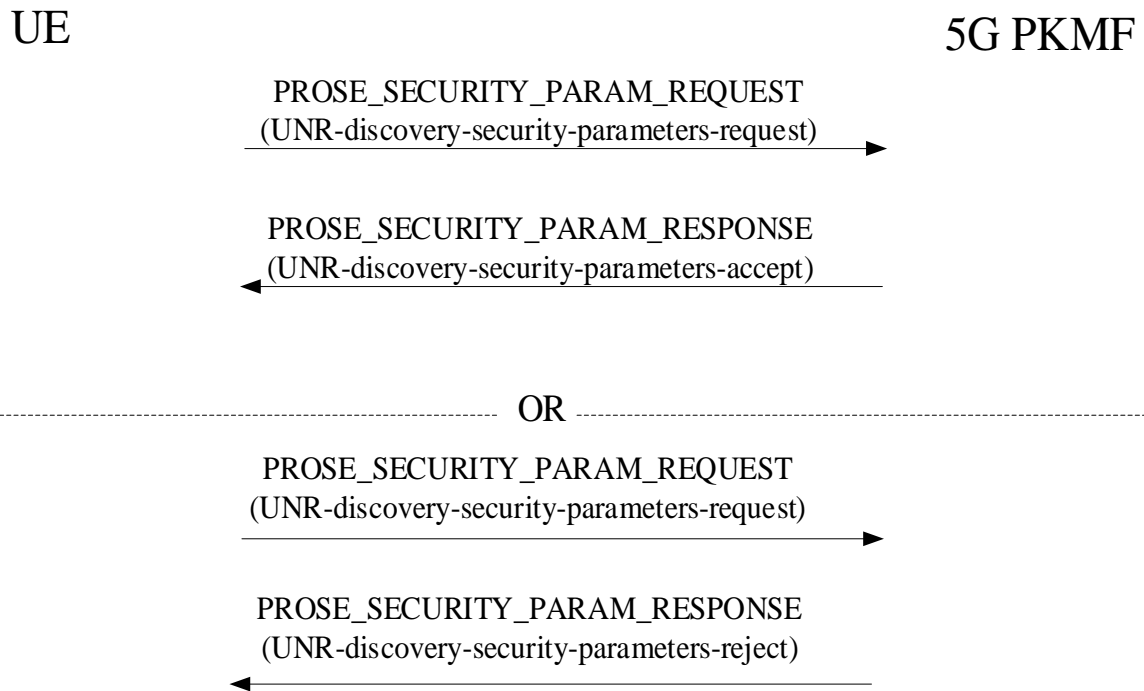 UE
5G PKMF
PROSE_SECURITY_PARAM_REQUEST
(UNR-discovery-security-parameters-request)
PROSE_SECURITY_PARAM_RESPONSE
(UNR-discovery-security-parameters-accept)
OR
PROSE_SECURITY_PARAM_REQUEST
(UNR-discovery-security-parameters-request)
PROSE_SECURITY_PARAM_RESPONSE
(UNR-discovery-security-parameters-reject)